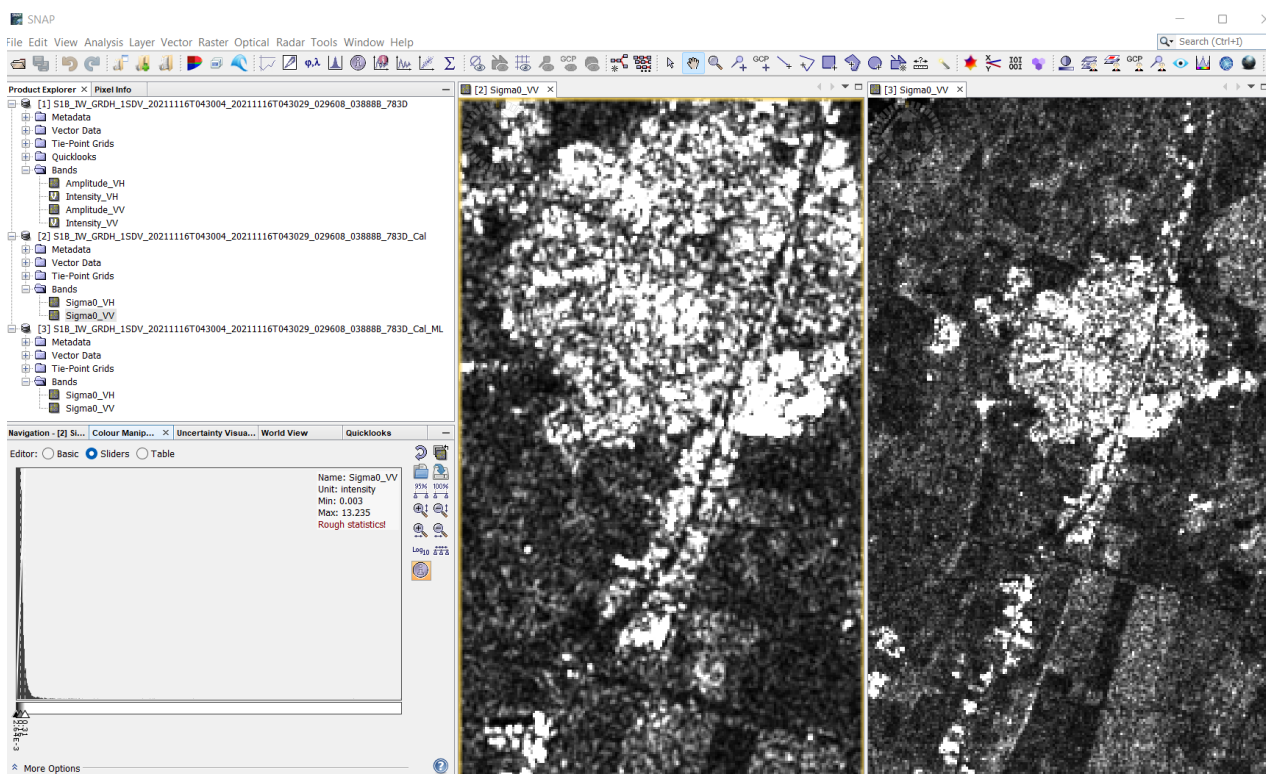 SNAP
File Edit View Analysis Layer Vector Raster Optical Radar Tools Window Help
Search (Ctrl+I)
φ,λ Σ GCP GCP GCP
Product Explorer × Pixel Info
[2] Sigma0_VV ×
[3] Sigma0_VV ×
[1] S1B_IW_GRDH_1SDV_20211116T043004_20211116T043029_029608_03888B_783D
Metadata
Vector Data
Tie-Point Grids
Quicklooks
Bands
Amplitude_VH
Intensity_VH
Amplitude_VV
Intensity_VV
[2] S1B_IW_GRDH_1SDV_20211116T043004_20211116T043029_029608_03888B_783D_Cal
Metadata
Vector Data
Tie-Point Grids
Bands
Sigma0_VH
Sigma0_VV
[3] S1B_IW_GRDH_1SDV_20211116T043004_20211116T043029_029608_03888B_783D_Cal_ML
Metadata
Vector Data
Tie-Point Grids
Bands
Sigma0_VH
Sigma0_VV
Navigation - [2] Si... Colour Manip... × Uncertainty Visua... World View Quicklooks
Editor: Basic Sliders Table
Name: Sigma0_VV
Unit: intensity
Min: 0.003
Max: 13.235
Rough statistics!
95% 100%
Log10
More Options